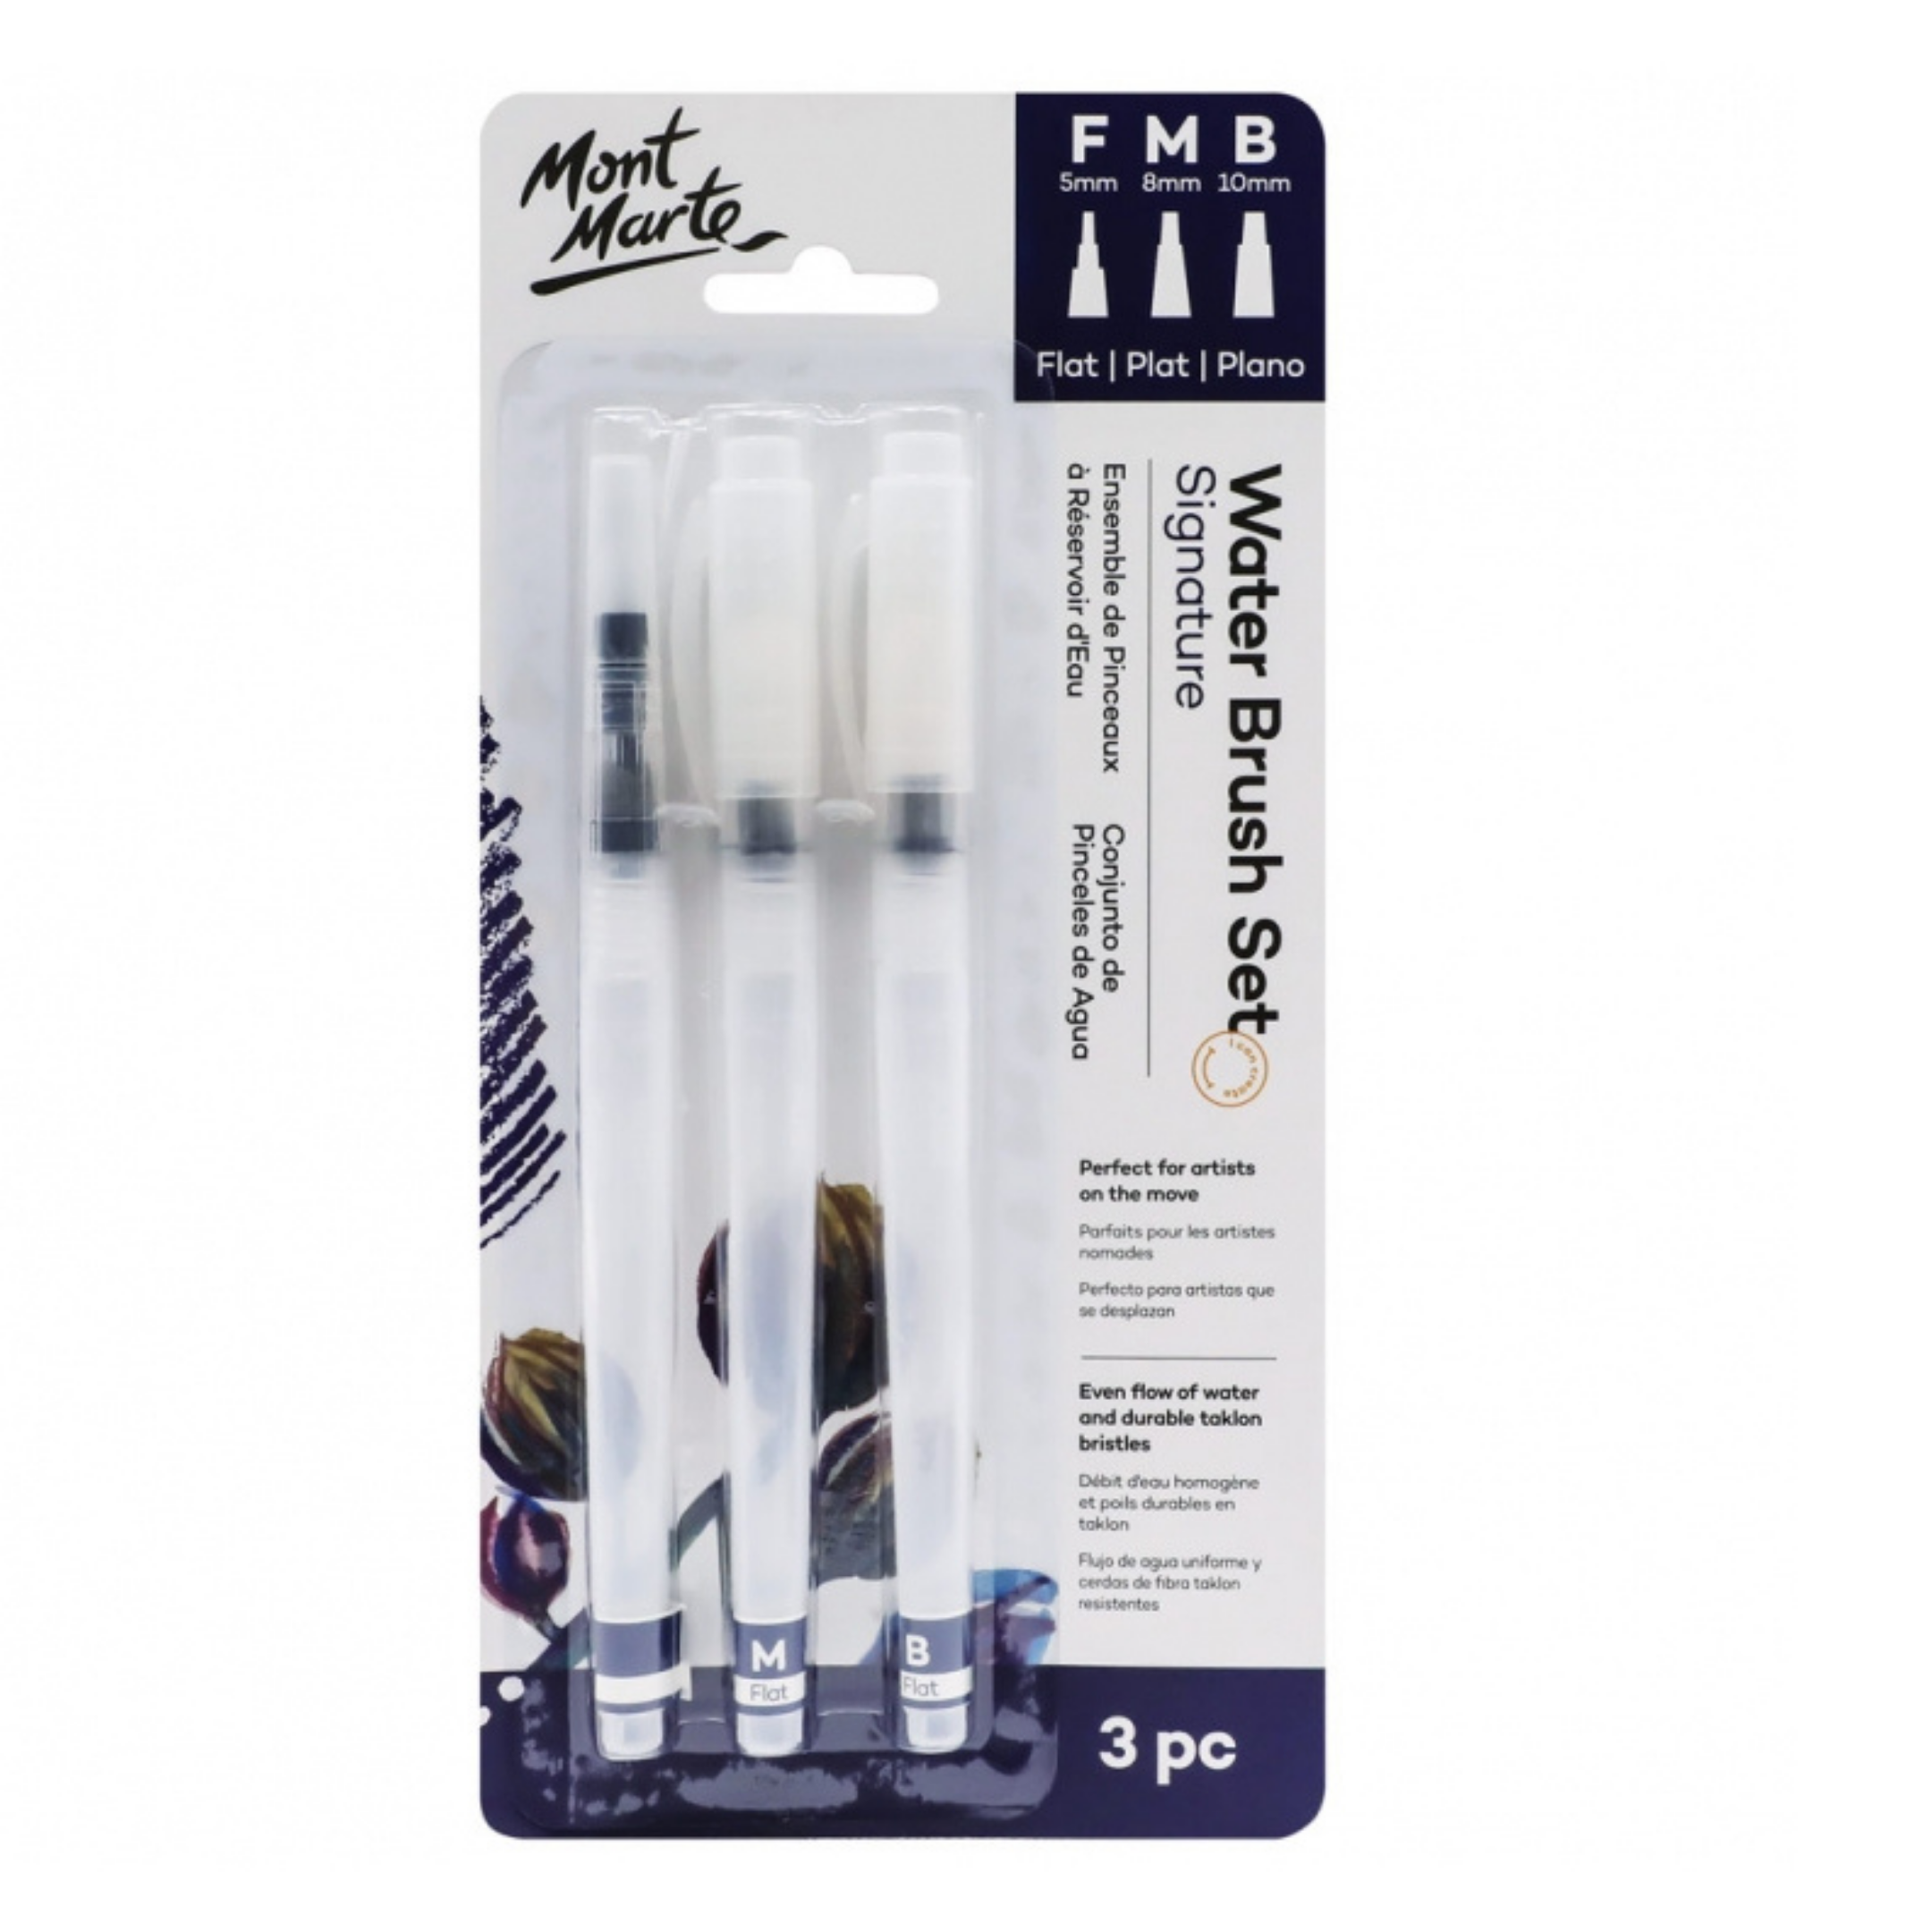 Mont
Marte
F M B
5mm 8mm 10mm
Flat | Plat | Plano
Water Brush Set
Signature
Ensemble de Pinceaux
à Réservoir d'Eau
Conjunto de
Pinceles de Agua
I can create
Perfect for artists
on the move
Parfaits pour les artistes
nomades
Perfecto para artistas que
se desplazan
Even flow of water
and durable taklon
bristles
Débit d'eau homogène
et poils durables en
taklon
Flujo de agua uniforme y
cerdas de fibra taklon
resistentes
M
Flat
B
Flat
3 pc